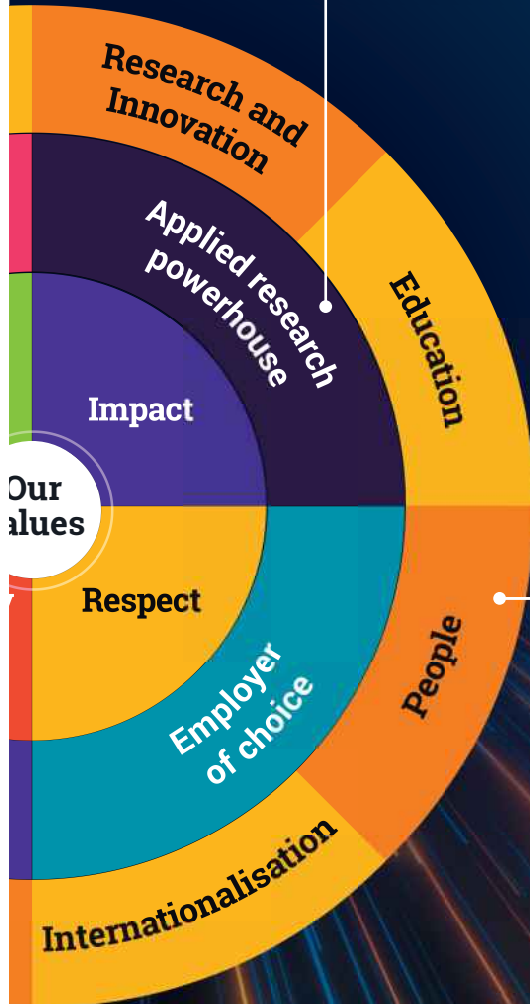 Research and
Innovation
Applied research
powerhouse
Education
Impact
Our
alues
Respect
People
Employer
of choice
Internationalisation